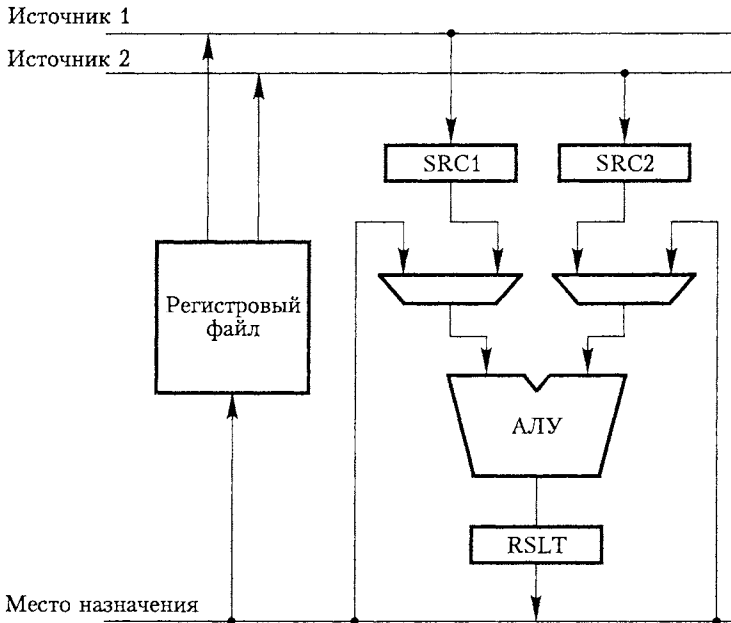 Источник 1
Источник 2
SRC1
SRC2
Регистровый
файл
АЛУ
RSLT
Место назначения